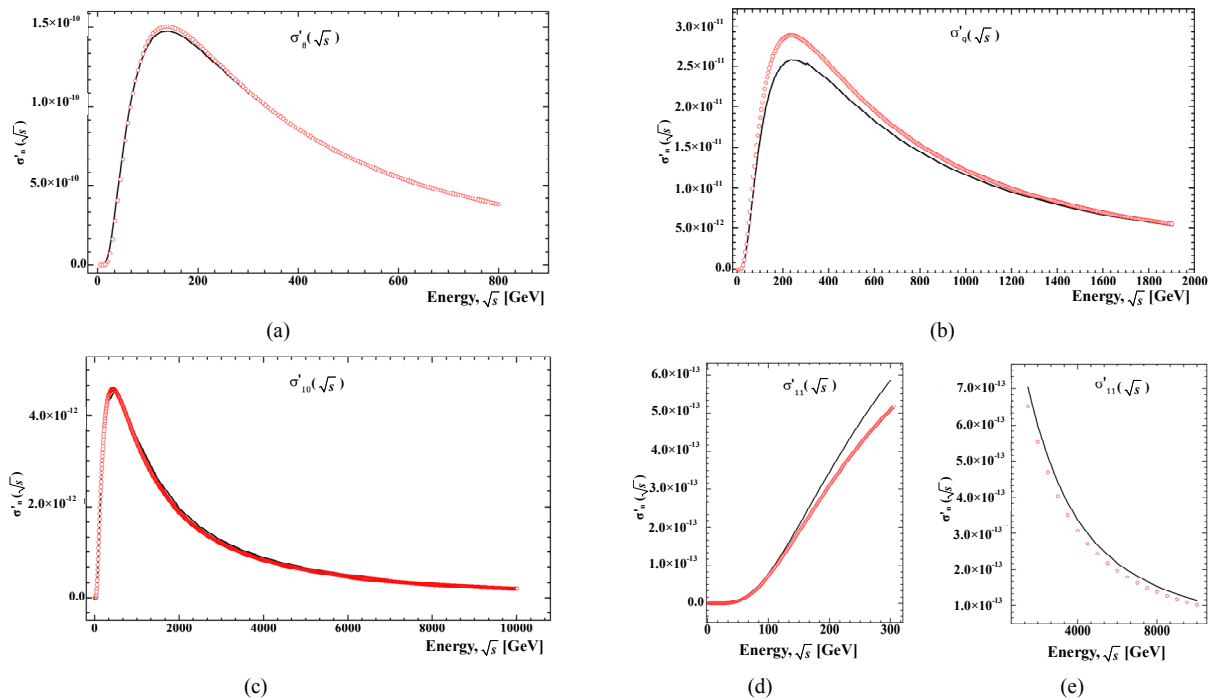 σ'₈(√s)
1.5×10⁻¹⁰
1.0×10⁻¹⁰
5.0×10⁻¹⁰
0.0
σ'ₙ(√s)
0 200 400 600 800
Energy, √s [GeV]
(a)
σ'₉(√s)
3.0×10⁻¹¹
2.5×10⁻¹¹
2.0×10⁻¹¹
1.5×10⁻¹¹
1.0×10⁻¹¹
5.0×10⁻¹²
0.0
σ'ₙ(√s)
0 200 400 600 800 1000 1200 1400 1600 1800 2000
Energy, √s [GeV]
(b)
σ'₁₀(√s)
4.0×10⁻¹²
2.0×10⁻¹²
0.0
σ'ₙ(√s)
0 2000 4000 6000 8000 10000
Energy, √s [GeV]
(c)
σ'₁₁(√s)
6.0×10⁻¹³
5.0×10⁻¹³
4.0×10⁻¹³
3.0×10⁻¹³
2.0×10⁻¹³
1.0×10⁻¹³
0.0
σ'ₙ(√s)
0 100 200 300
Energy, √s [GeV]
(d)
σ'₁₁(√s)
7.0×10⁻¹³
6.0×10⁻¹³
5.0×10⁻¹³
4.0×10⁻¹³
3.0×10⁻¹³
2.0×10⁻¹³
1.0×10⁻¹³
σ'ₙ(√s)
4000 8000
Energy, √s [GeV]
(e)